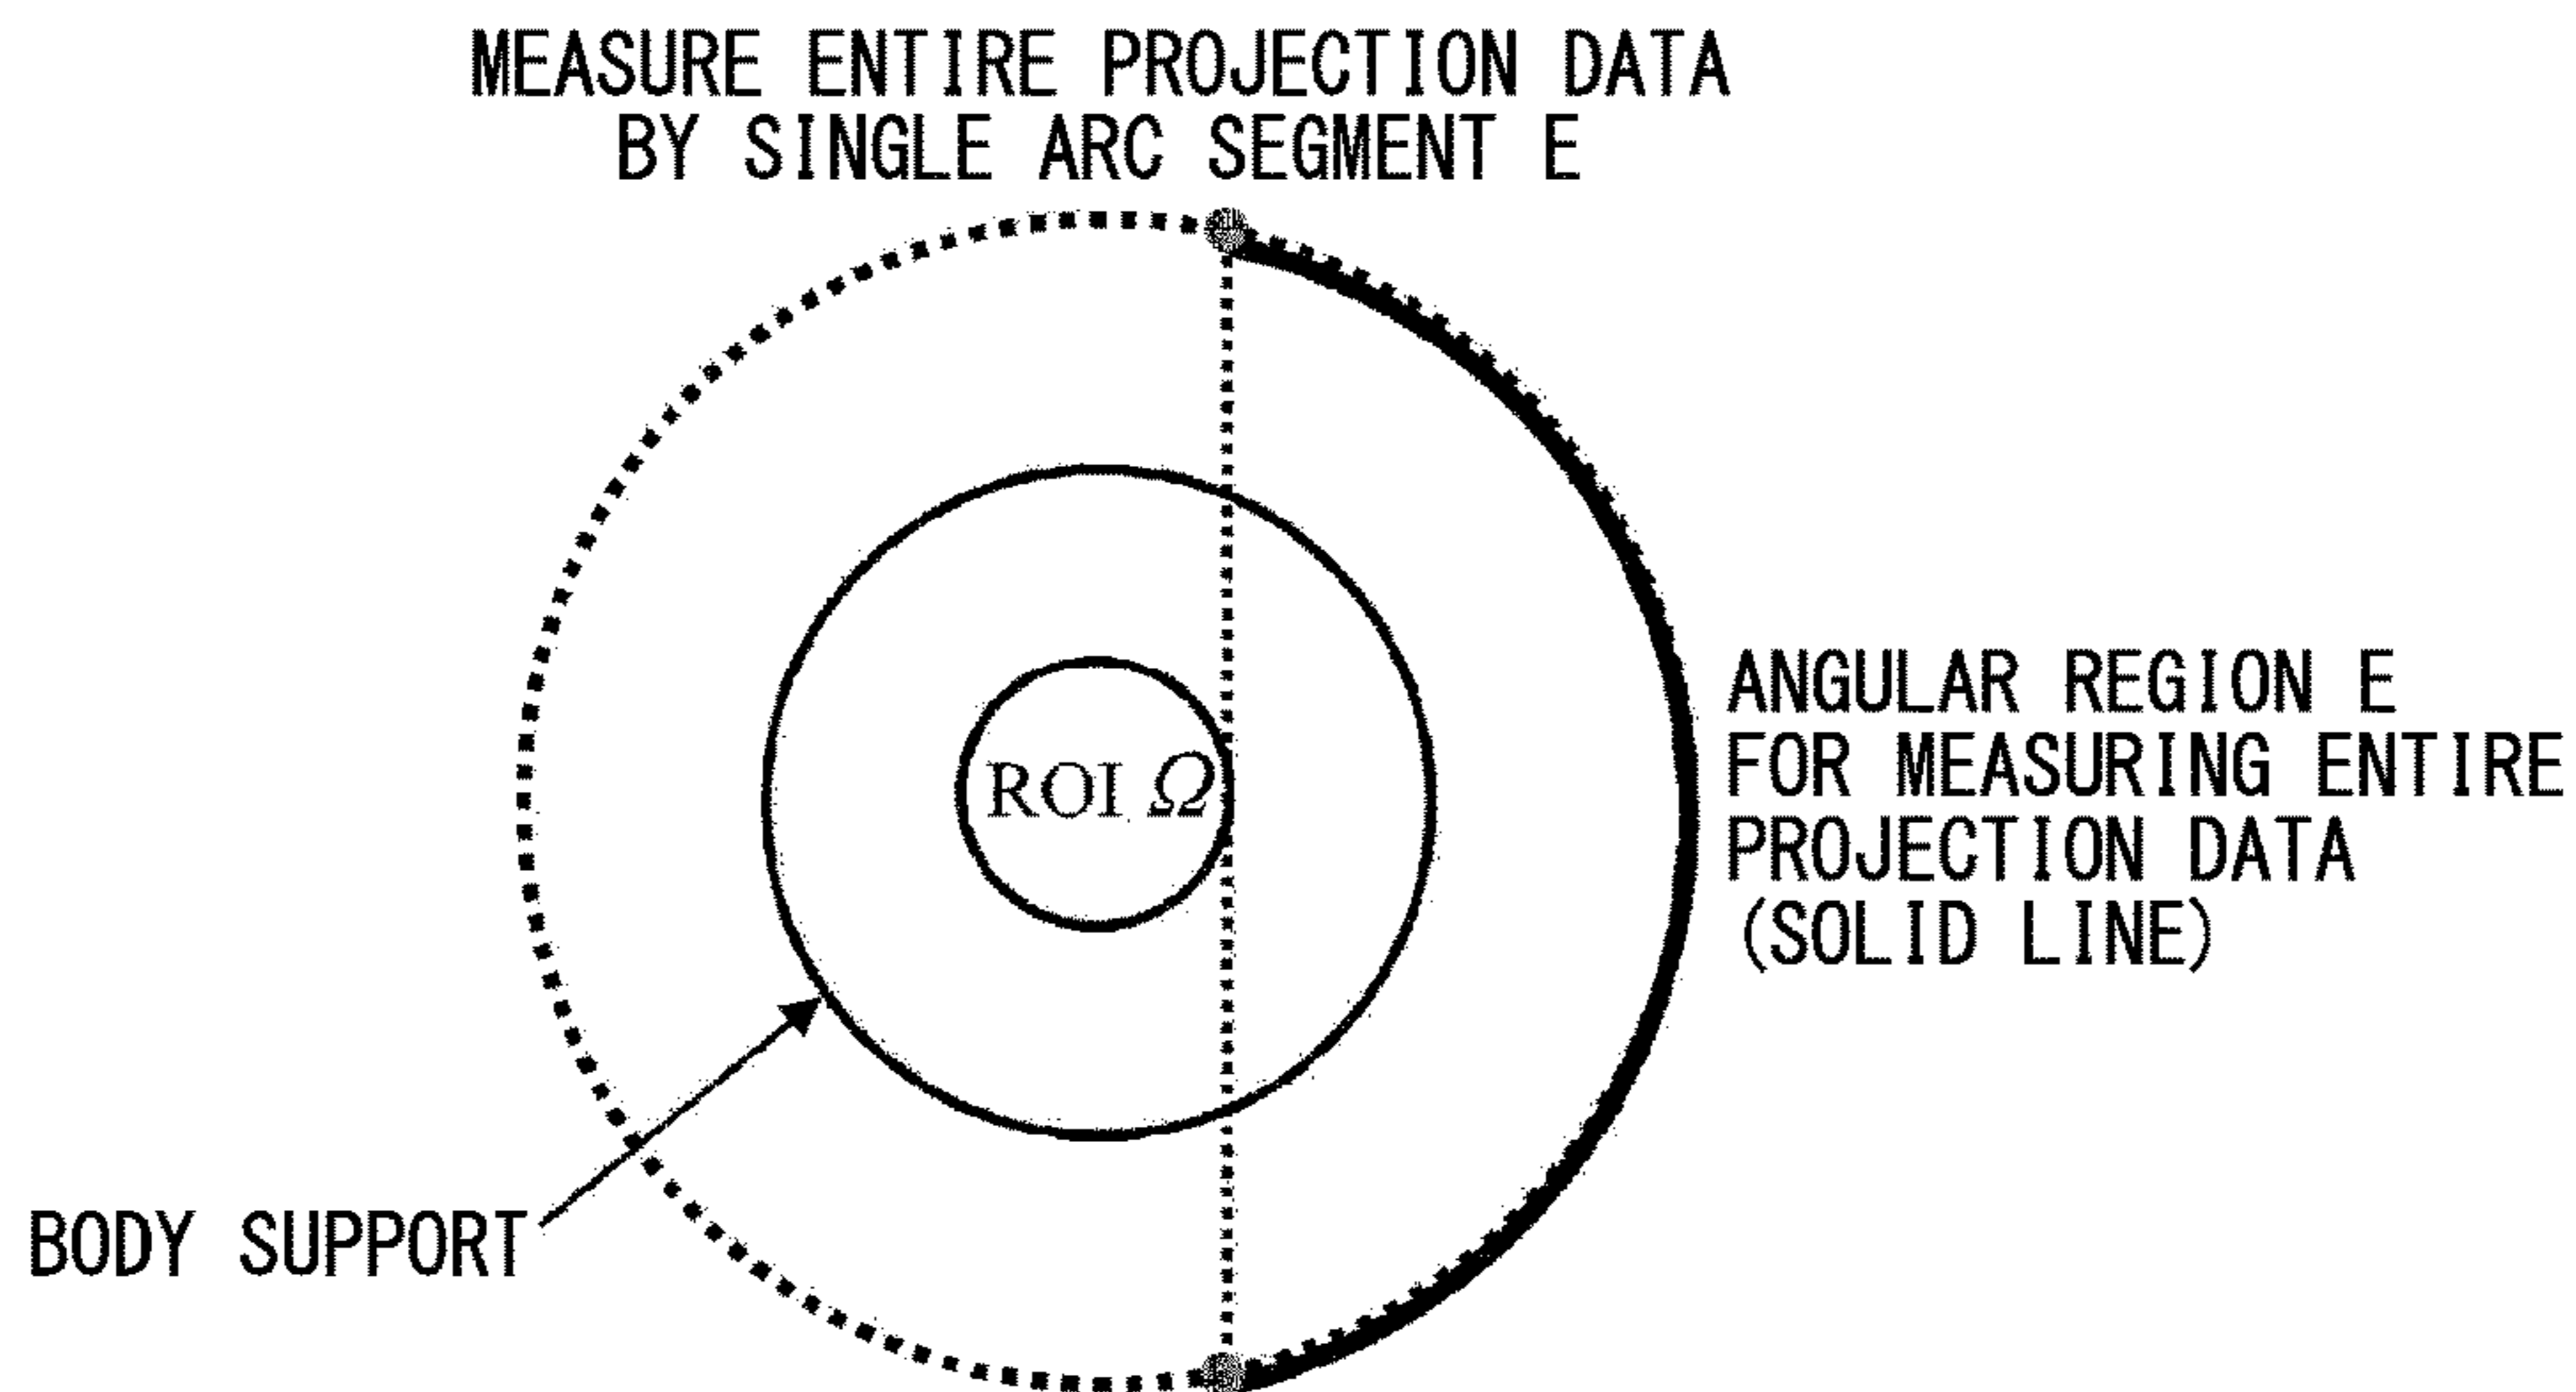 MEASURE ENTIRE PROJECTION DATA
BY SINGLE ARC SEGMENT E
ROI Ω
ANGULAR REGION E
FOR MEASURING ENTIRE
PROJECTION DATA
(SOLID LINE)
BODY SUPPORT